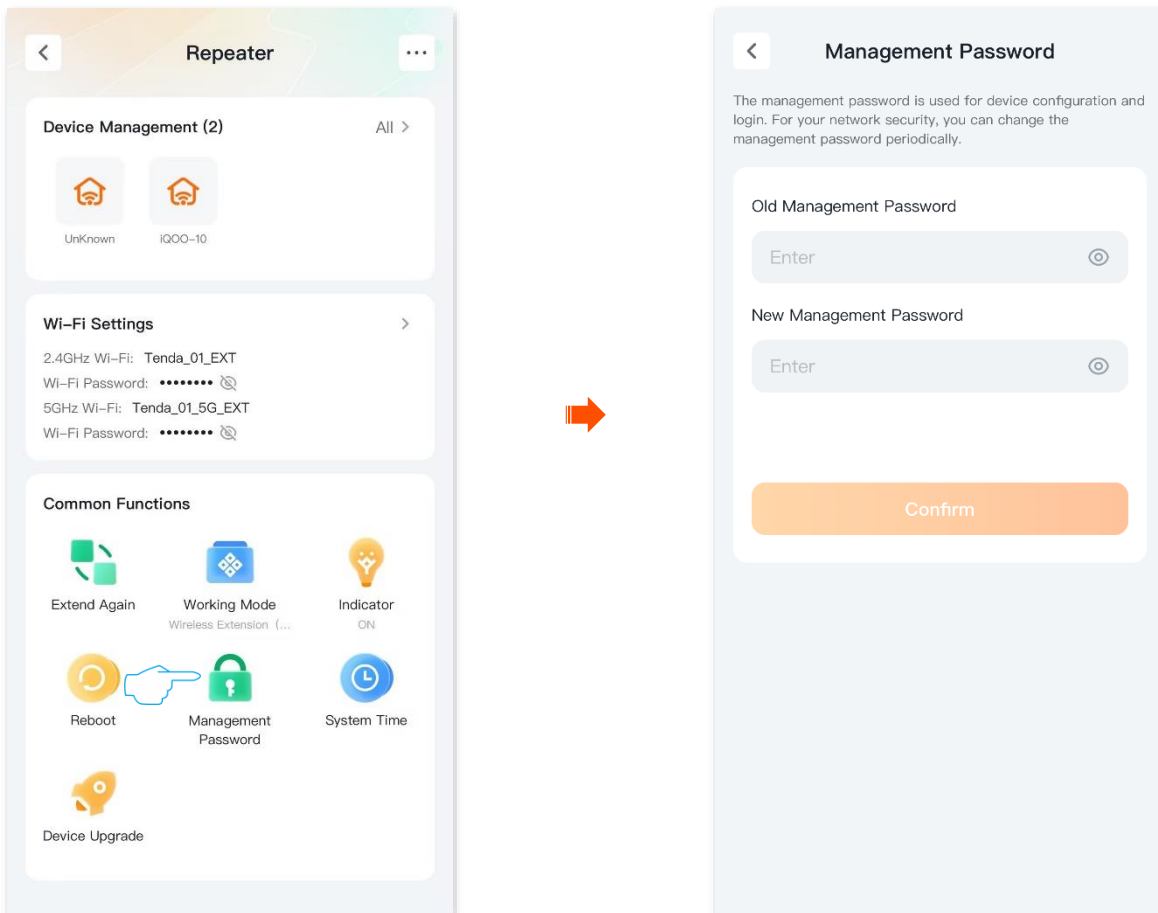 Repeater
Device Management (2)
All >
UnKnown
iQOO-10
Wi-Fi Settings
2.4GHz Wi-Fi: Tenda_01_EXT
Wi-Fi Password: ••••••••
5GHz Wi-Fi: Tenda_01_5G_EXT
Wi-Fi Password: ••••••••
Common Functions
Extend Again
Working Mode
Wireless Extension (...
Indicator
ON
Reboot
Management
Password
System Time
Device Upgrade
Management Password
The management password is used for device configuration and
login. For your network security, you can change the
management password periodically.
Old Management Password
Enter
New Management Password
Enter
Confirm